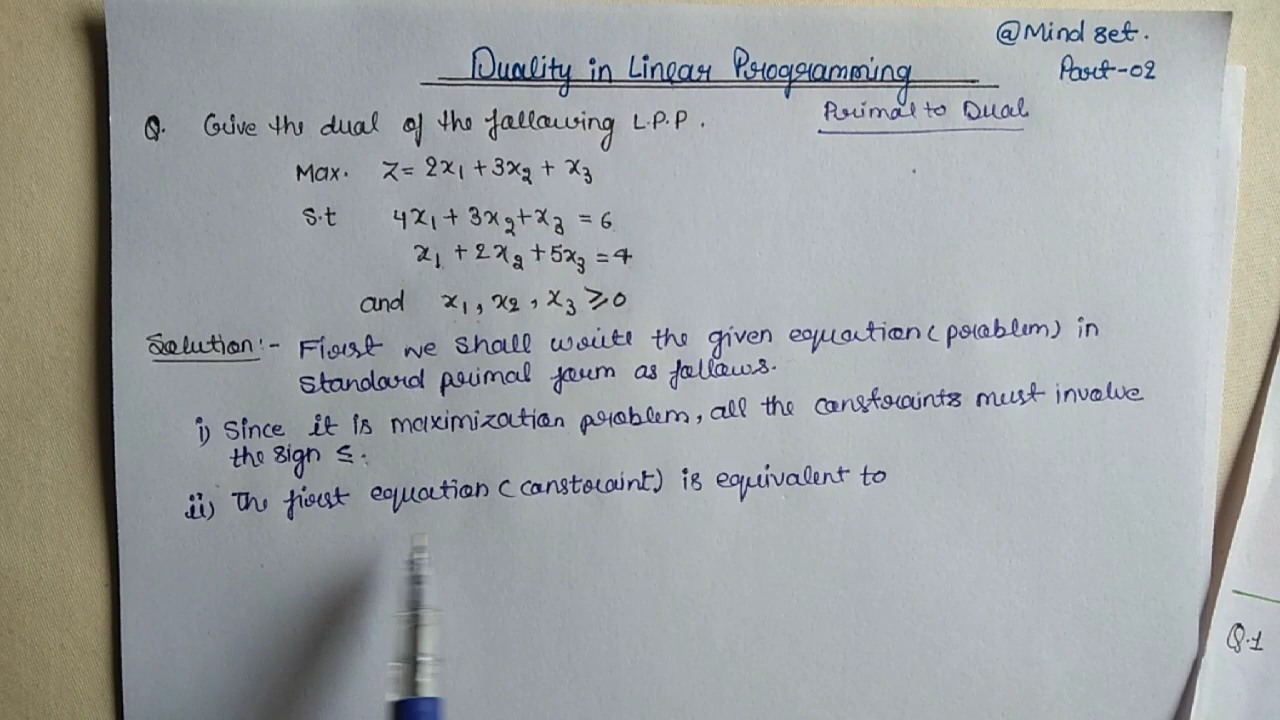 @Mind set.
Part-02
Duality in Linear Programming
Primal to Dual
Q. Give the dual of the fallawing L.P.P.
Max. Z = 2x₁ + 3x₂ + x₃
S.t 4x₁ + 3x₂ + x₃ = 6
x₁ + 2x₂ + 5x₃ = 4
and x₁, x₂, x₃ ≥ 0
Solution:- First we shall write the given equation (problem) in
standard primal form as fallaws.
i) Since it is maximization problem, all the constraints must involve
the sign ≤.
ii) The first equation (constraint) is equivalent to
Q.1